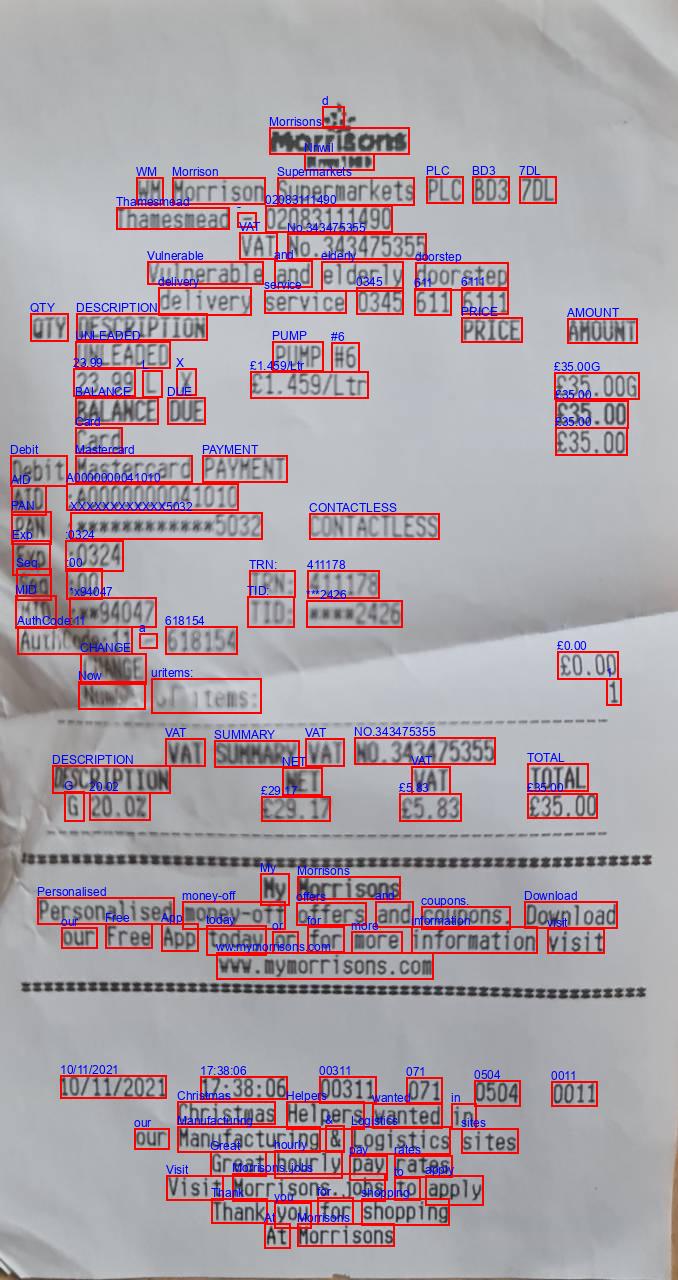 Morrisons
WM Morrison Supermarkets PLC BD3 7DL
Thamesmead - 02083111490
VAT No.343475355
Vulnerable and elderly doorstep
delivery service 0345 611 6111
QTY DESCRIPTION PRICE AMOUNT
UNLEADED PUMP #6
23.99 L X £1.459/Ltr £35.00G
BALANCE DUE £35.00
Card £35.00
Debit Mastercard PAYMENT
AID :A0000000041010
PAN :************5032 CONTACTLESS
Exp :0324
Seq :00 TRN: 411178
MID :**94047 TID: ****2426
AuthCode:11 - 618154
CHANGE £0.00
items: 1
VAT SUMMARY VAT NO.343475355
DESCRIPTION NET VAT TOTAL
G 20.0% £29.17 £5.83 £35.00
My Morrisons
Personalised money-off offers and coupons. Download
our Free App today or for more information visit
www.mymorrisons.com
10/11/2021 17:38:06 00311 071 0504 0011
Christmas Helpers wanted in
our Manufacturing & Logistics sites
Great hourly pay rates
Visit Morrisons.jobs to apply
Thank you for shopping
At Morrisons